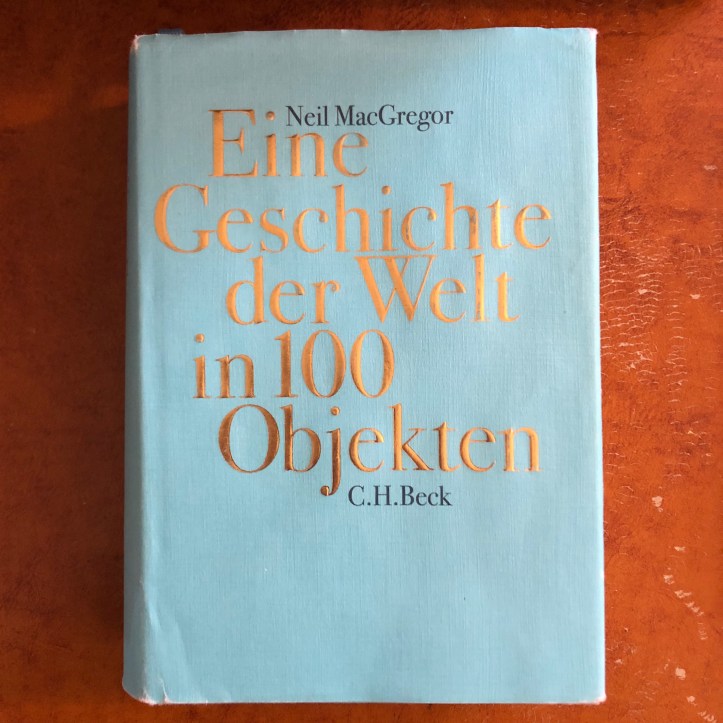 Neil MacGregor
Eine
Geschichte
der Welt
in 100
Objekten
C.H.Beck